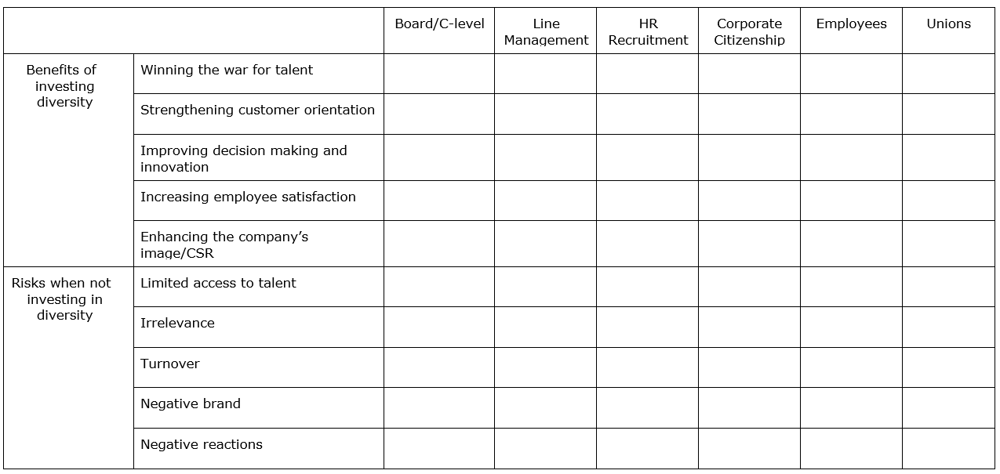 Board/C-level
Line
Management
HR
Recruitment
Corporate
Citizenship
Employees
Unions
Benefits of
investing
diversity
Winning the war for talent
Strengthening customer orientation
Improving decision making and
innovation
Increasing employee satisfaction
Enhancing the company’s
image/CSR
Risks when not
investing in
diversity
Limited access to talent
Irrelevance
Turnover
Negative brand
Negative reactions